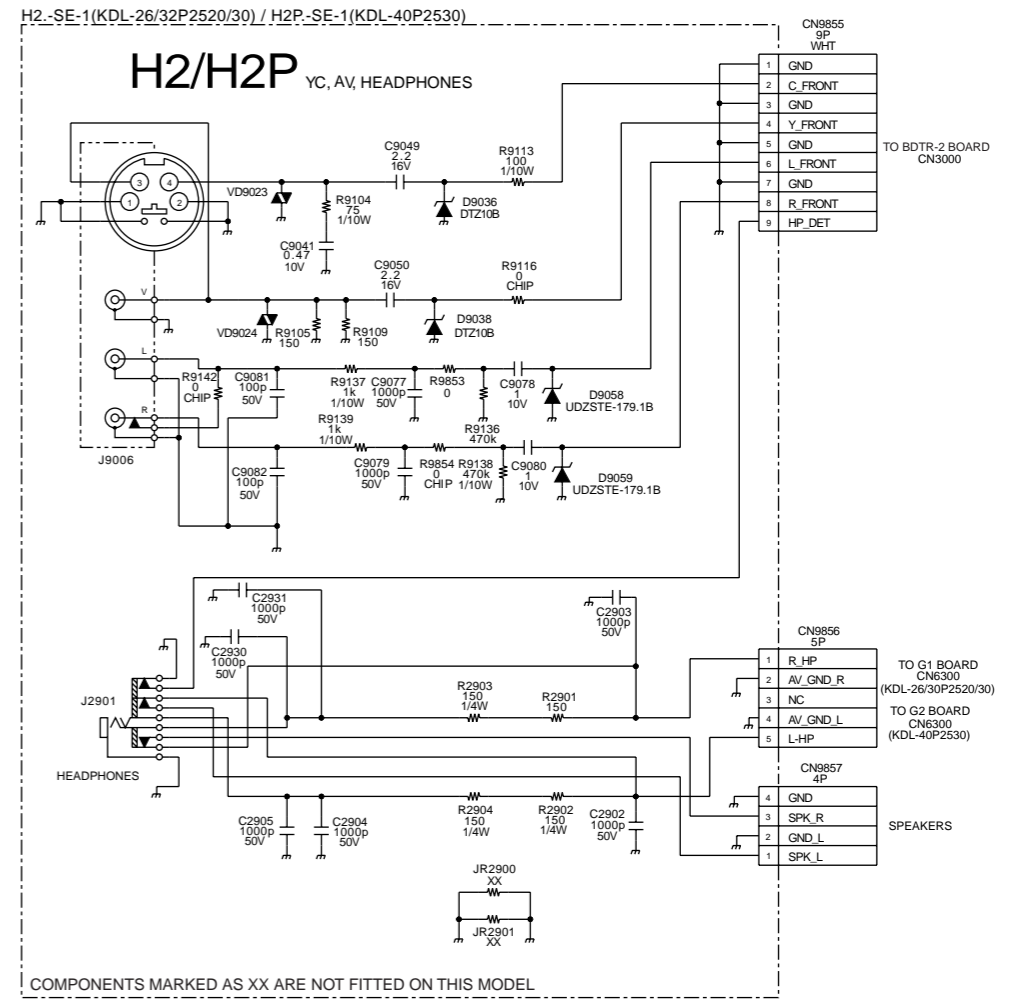 H2.-SE-1(KDL-26/32P2520/30) / H2P.-SE-1(KDL-40P2530)
H2/H2P YC, AV, HEADPHONES
CN9855
9P
WHT
1 GND
2 C_FRONT
3 GND
4 Y_FRONT
5 GND
6 L_FRONT
7 GND
8 R_FRONT
9 HP_DET
TO BDTR-2 BOARD
CN3000
3
4
1
2
VD9023
R9104
75
1/10W
C9041
0.47
10V
C9049
2.2
16V
D9036
DTZ10B
R9113
100
1/10W
V
VD9024
R9105
150
R9109
150
C9050
2.2
16V
D9038
DTZ10B
R9116
0
CHIP
L
R9142
0
CHIP
C9081
100p
50V
R9137
1k
1/10W
C9077
1000p
50V
R9853
0
R9136
470k
C9078
1
10V
D9058
UDZSTE-179.1B
R
J9006
C9082
100p
50V
R9139
1k
1/10W
C9079
1000p
50V
R9854
0
CHIP
R9138
470k
1/10W
C9080
1
10V
D9059
UDZSTE-179.1B
C2931
1000p
50V
C2930
1000p
50V
C2903
1000p
50V
J2901
HEADPHONES
R2903
150
1/4W
R2901
150
CN9856
5P
1 R_HP
2 AV_GND_R
3 NC
4 AV_GND_L
5 L-HP
TO G1 BOARD
CN6300
(KDL-26/30P2520/30)
TO G2 BOARD
CN6300
(KDL-40P2530)
C2905
1000p
50V
C2904
1000p
50V
R2904
150
1/4W
R2902
150
1/4W
C2902
1000p
50V
CN9857
4P
4 GND
3 SPK_R
2 GND_L
1 SPK_L
SPEAKERS
JR2900
XX
JR2901
XX
COMPONENTS MARKED AS XX ARE NOT FITTED ON THIS MODEL